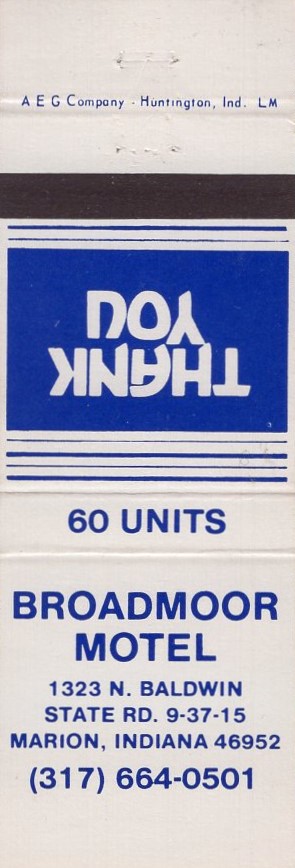 A E G Company - Huntington, Ind. LM
THANK
YOU
60 UNITS
BROADMOOR
MOTEL
1323 N. BALDWIN
STATE RD. 9-37-15
MARION, INDIANA 46952
(317) 664-0501